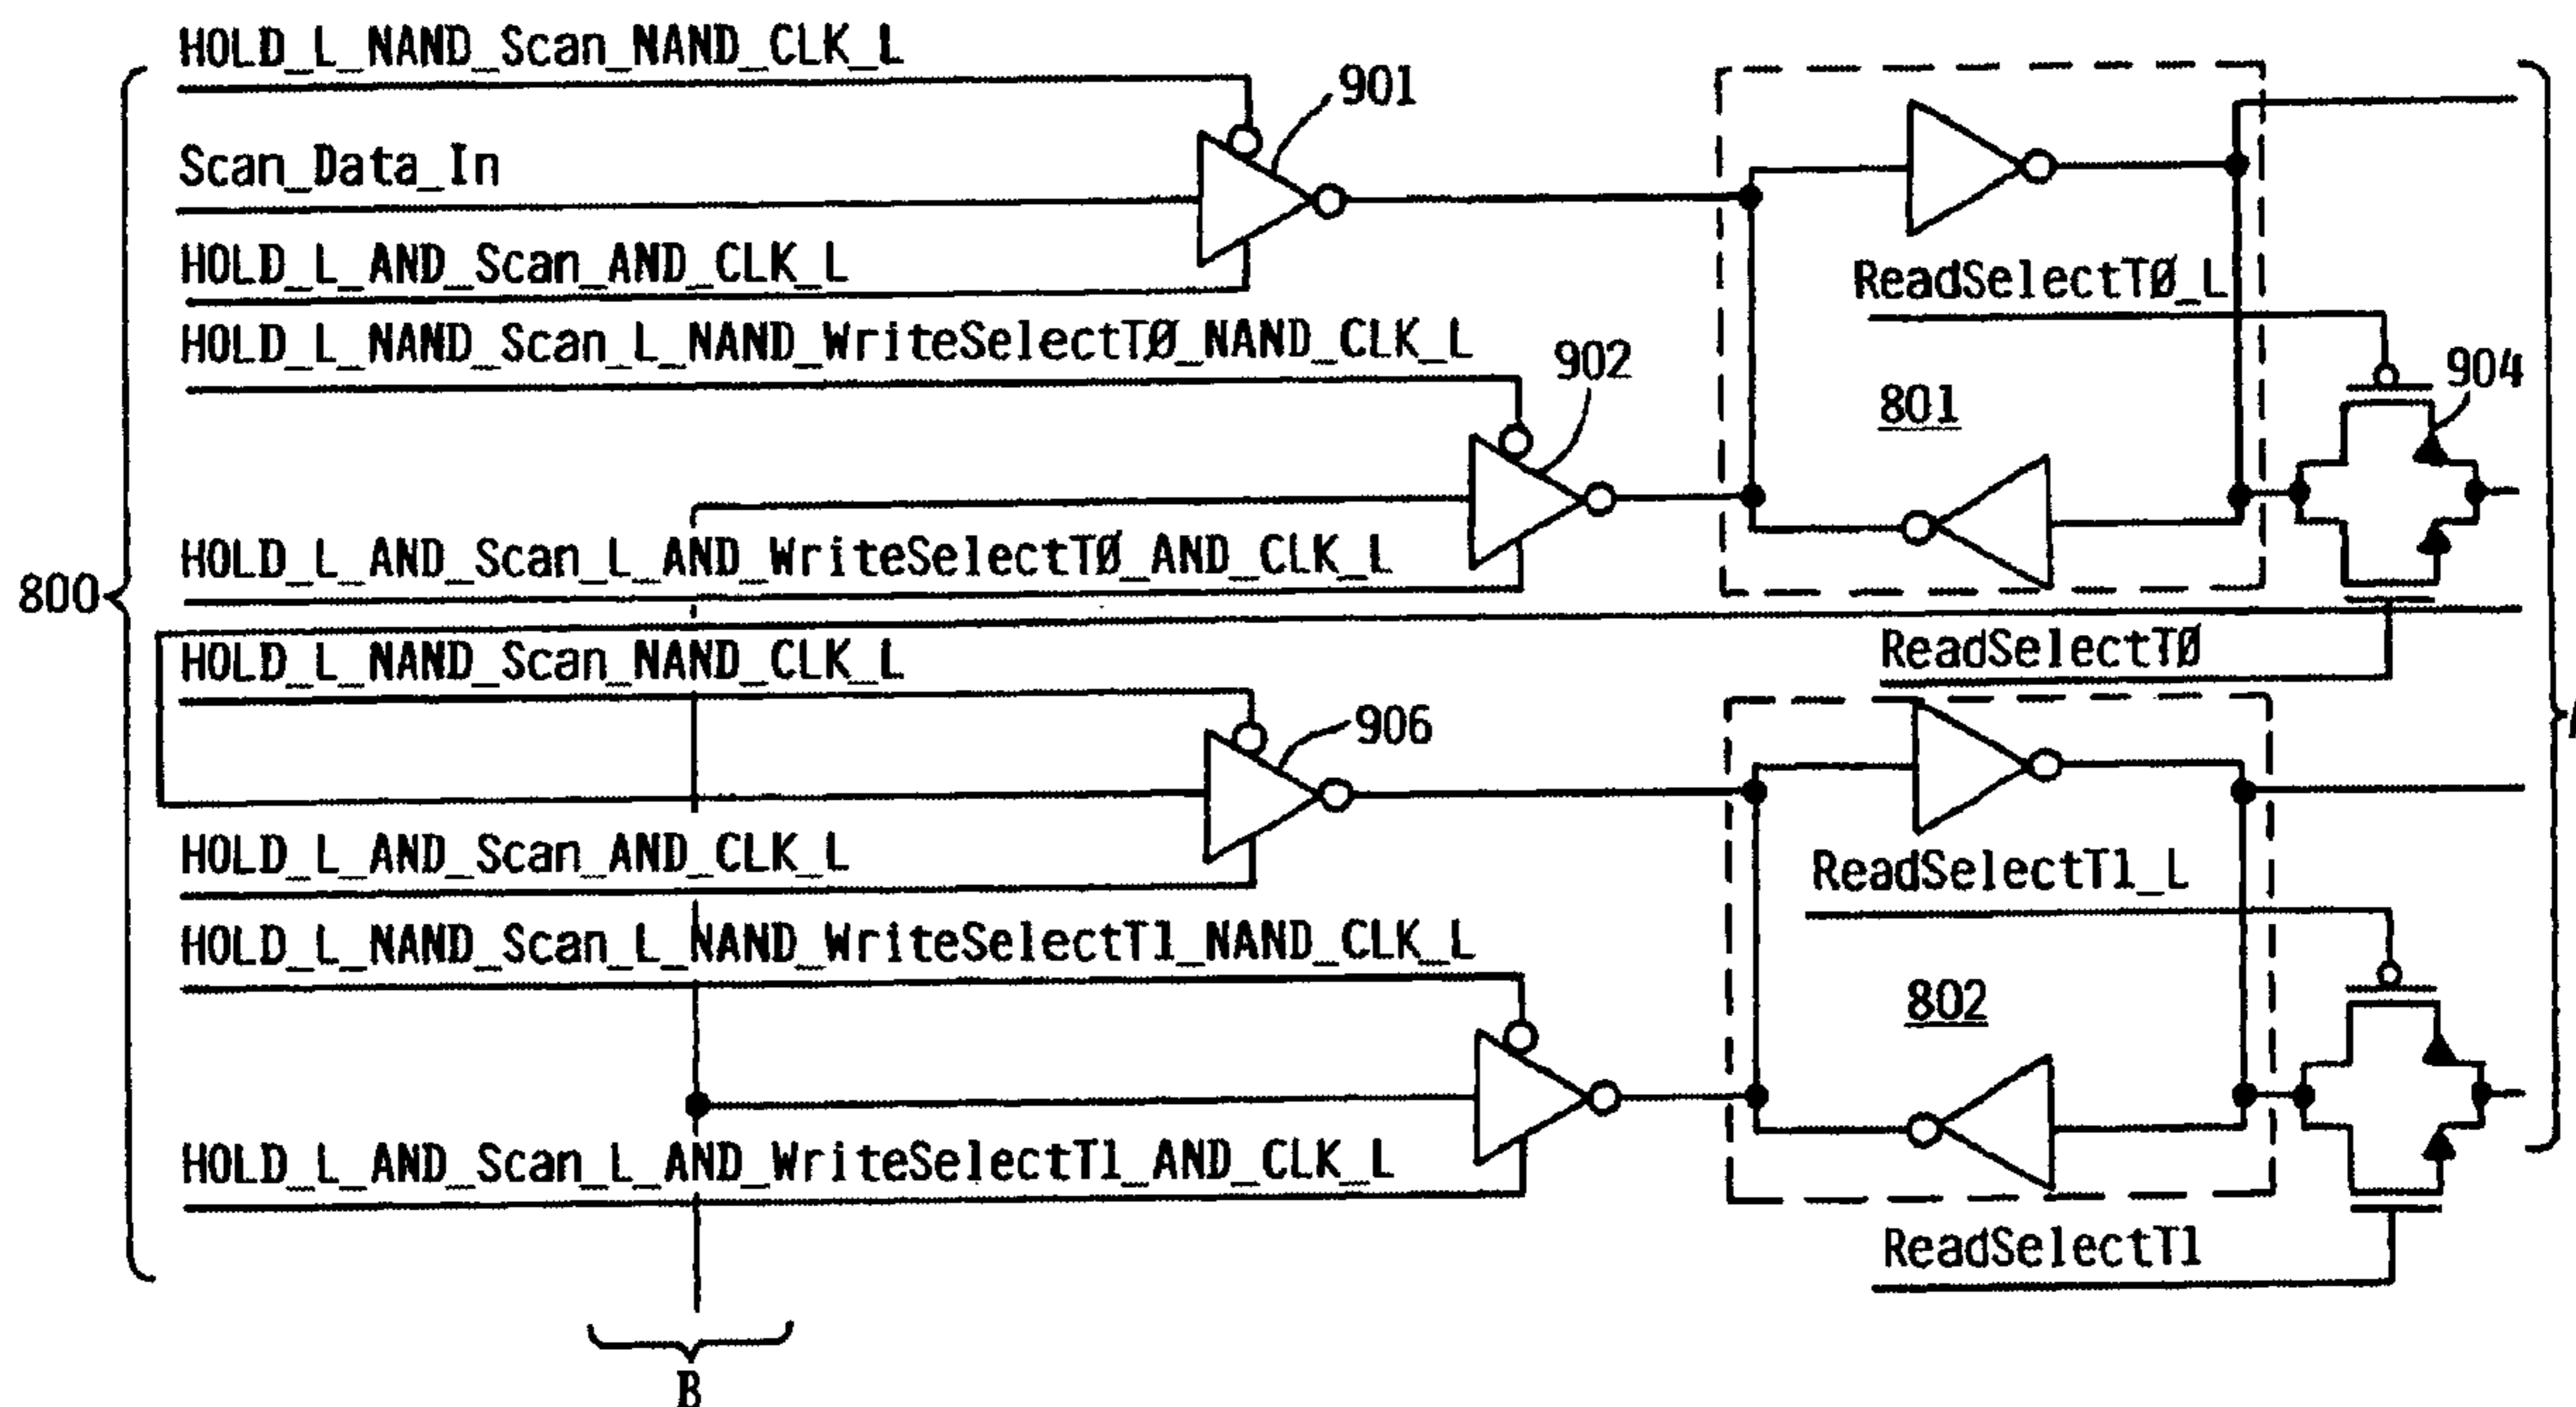 HOLD_L_NAND_Scan_NAND_CLK_L
901
Scan_Data_In
HOLD_L_AND_Scan_AND_CLK_L
ReadSelectTØ_L
HOLD_L_NAND_Scan_L_NAND_WriteSelectTØ_NAND_CLK_L
902
904
801
HOLD_L_AND_Scan_L_AND_WriteSelectTØ_AND_CLK_L
800
HOLD_L_NAND_Scan_NAND_CLK_L
ReadSelectTØ
906
HOLD_L_AND_Scan_AND_CLK_L
ReadSelectT1_L
HOLD_L_NAND_Scan_L_NAND_WriteSelectT1_NAND_CLK_L
802
HOLD_L_AND_Scan_L_AND_WriteSelectT1_AND_CLK_L
ReadSelectT1
B